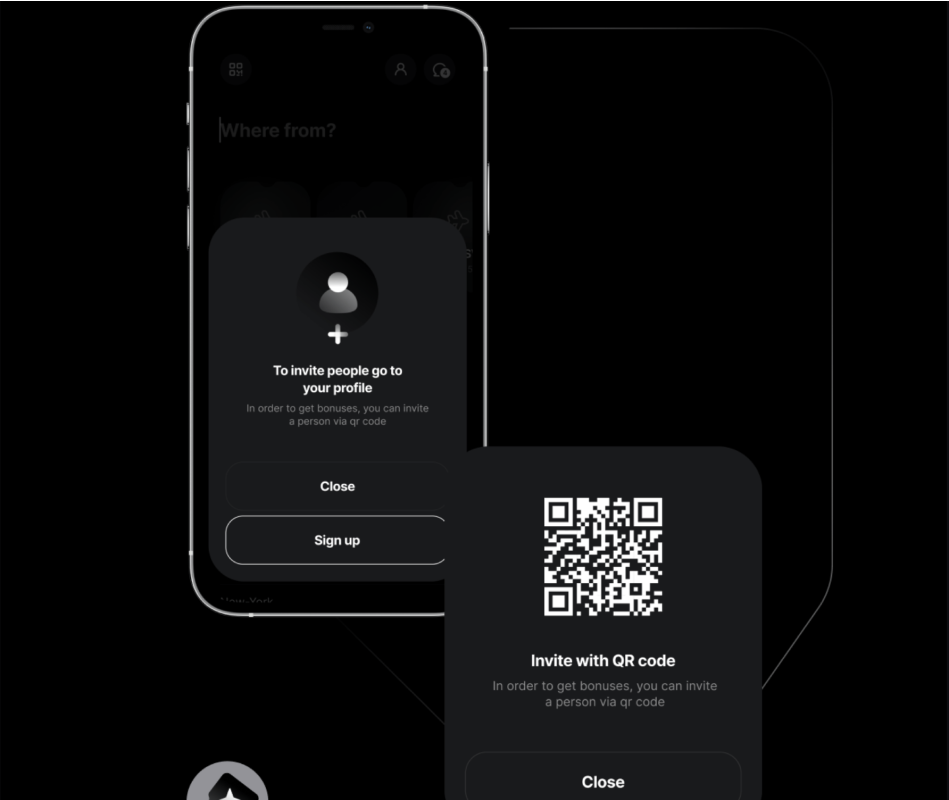 Where from?
To invite people go to
your profile
In order to get bonuses, you can invite
a person via qr code
Close
Sign up
New-York
Invite with QR code
In order to get bonuses, you can invite
a person via qr code
Close